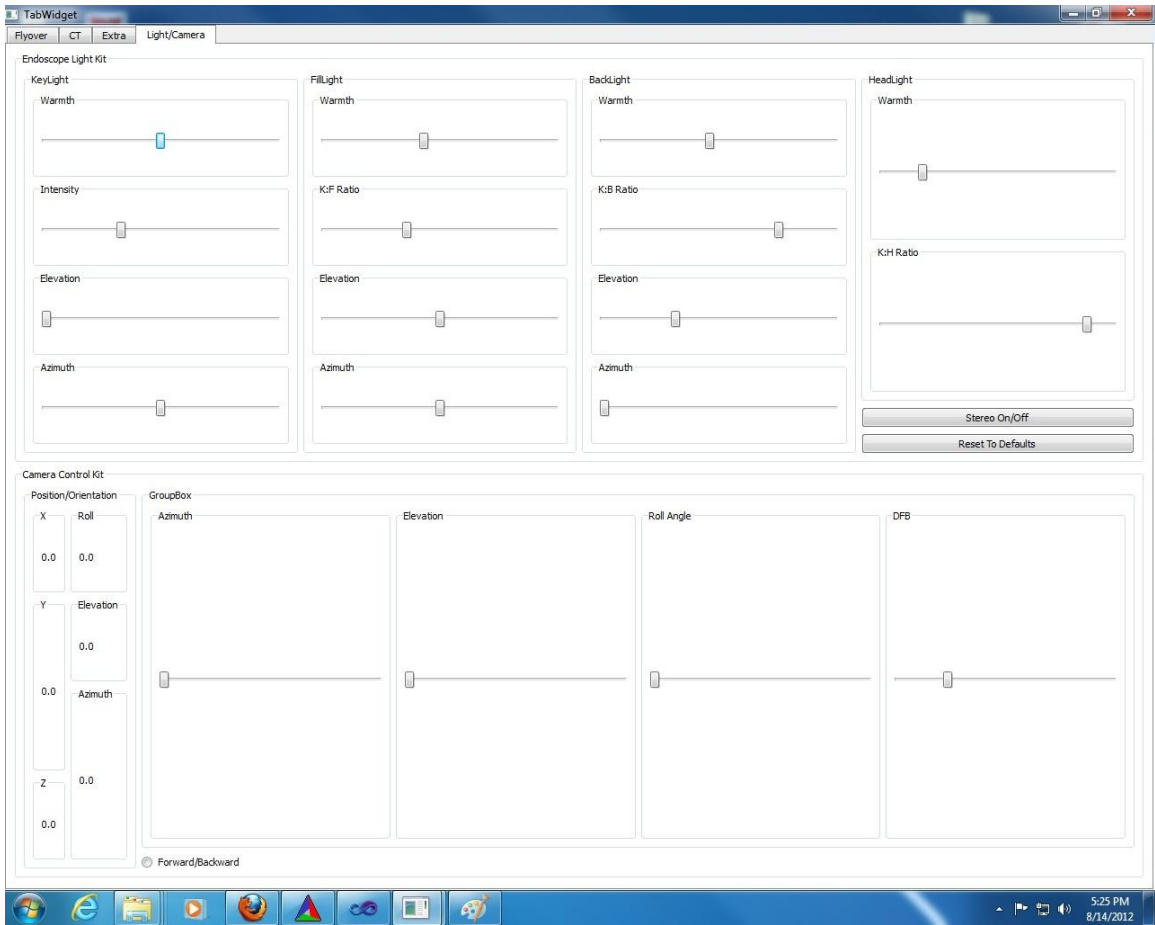 TabWidget
Flyover CT Extra Light/Camera
Endoscope Light Kit
KeyLight FillLight BackLight HeadLight
Warmth Warmth Warmth Warmth
Intensity K:F Ratio K:B Ratio
K:H Ratio
Elevation Elevation Elevation
Azimuth Azimuth Azimuth
Stereo On/Off
Reset To Defaults
Camera Control Kit
Position/Orientation GroupBox
X Roll Azimuth Elevation Roll Angle DFB
0.0 0.0
Y Elevation
0.0
0.0 Azimuth
Z 0.0
0.0
Forward/Backward
5:25 PM
8/14/2012